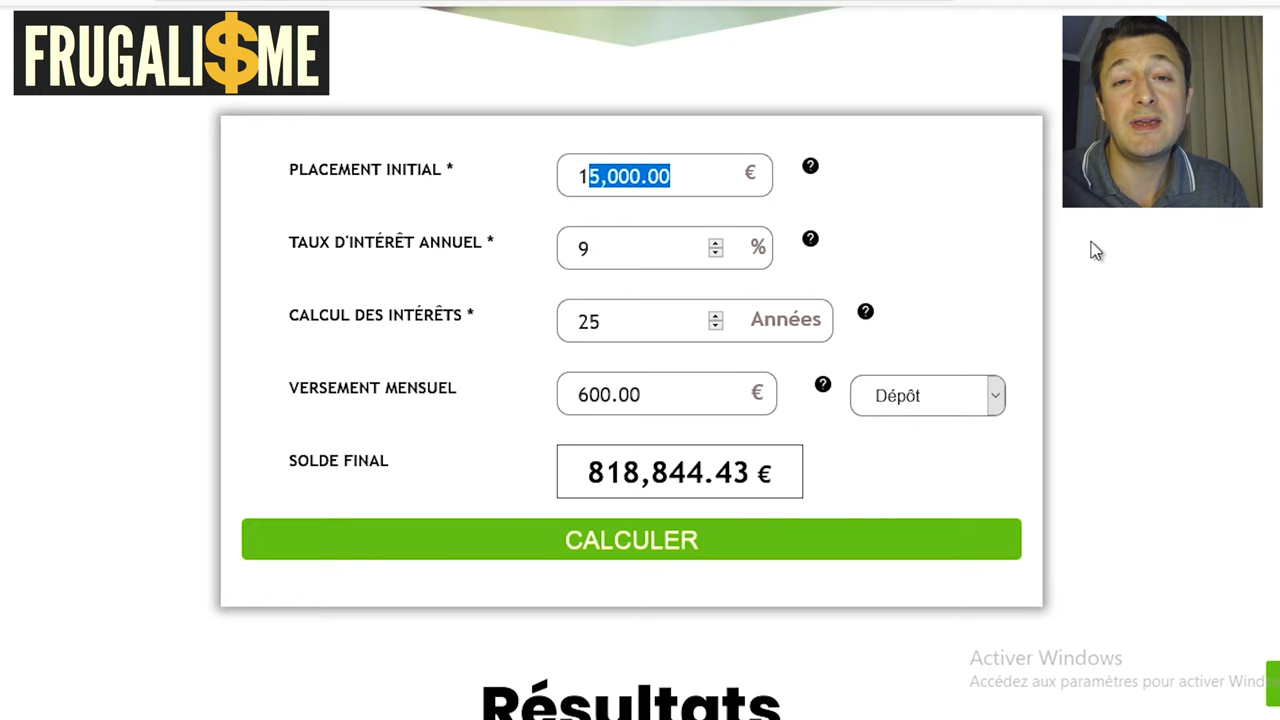 FRUGALI$ME
PLACEMENT INITIAL *
15,000.00 €
?
TAUX D'INTÉRÊT ANNUEL *
9 %
?
CALCUL DES INTÉRÊTS *
25 Années
?
VERSEMENT MENSUEL
600.00 €
?
Dépôt
SOLDE FINAL
818,844.43 €
CALCULER
Résultats
Activer Windows
Accédez aux paramètres pour activer